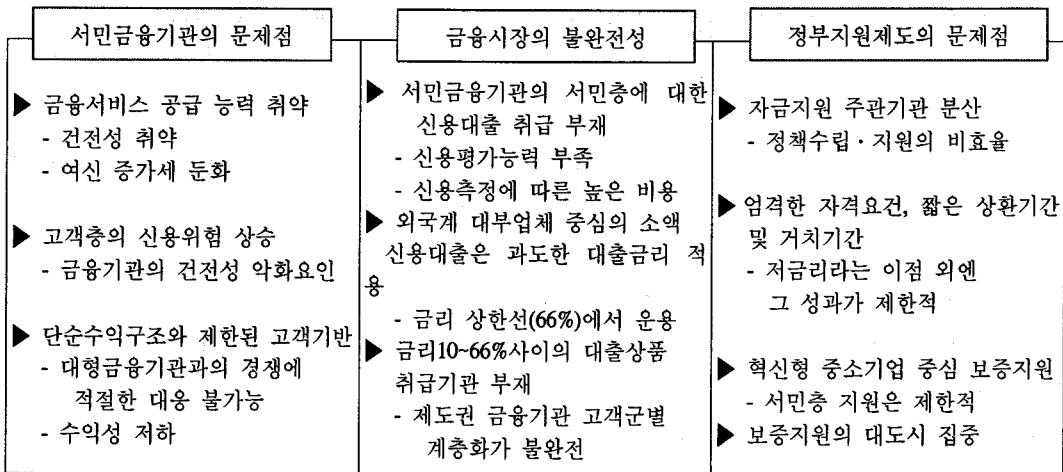 서민금융기관의 문제점
▶ 금융서비스 공급 능력 취약
- 건전성 취약
- 여신 증가세 둔화
▶ 고객층의 신용위험 상승
- 금융기관의 건전성 악화요인
▶ 단순수익구조와 제한된 고객기반
- 대형금융기관과의 경쟁에
적절한 대응 불가능
- 수익성 저하
금융시장의 불완전성
▶ 서민금융기관의 서민층에 대한
신용대출 취급 부재
- 신용평가능력 부족
- 신용측정에 따른 높은 비용
▶ 외국계 대부업체 중심의 소액
신용대출은 과도한 대출금리 적
용
- 금리 상한선(66%)에서 운용
▶ 금리10~66%사이의 대출상품
취급기관 부재
- 제도권 금융기관 고객군별
계층화가 불완전
정부지원제도의 문제점
▶ 자금지원 주관기관 분산
- 정책수립·지원의 비효율
▶ 엄격한 자격요건, 짧은 상환기간
및 거치기간
- 저금리라는 이점 외엔
그 성과가 제한적
▶ 혁신형 중소기업 중심 보증지원
- 서민층 지원은 제한적
▶ 보증지원의 대도시 집중